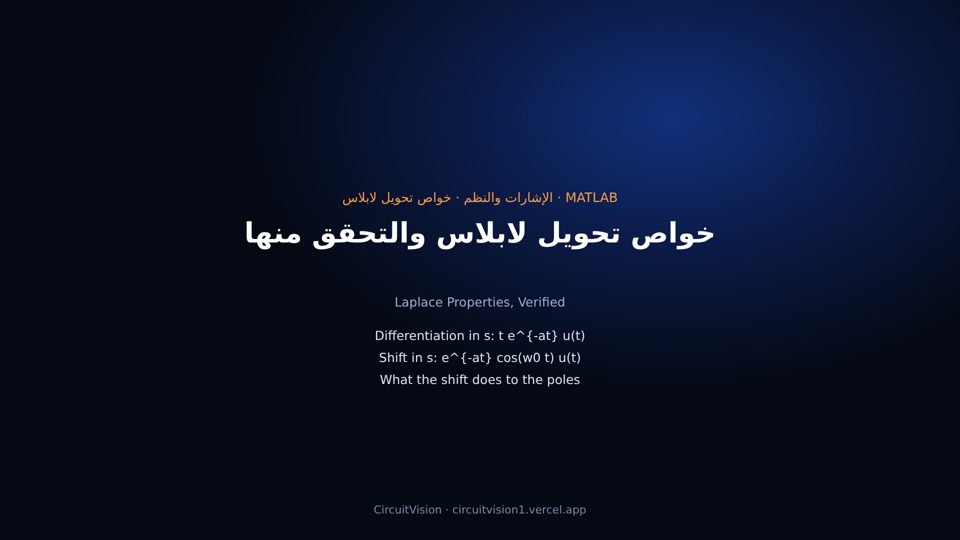 MATLAB · الإشارات والنظم · خواص تحويل لابلاس
خواص تحويل لابلاس والتحقق منها
Laplace Properties, Verified
Differentiation in s: t e^{-at} u(t)
Shift in s: e^{-at} cos(w0 t) u(t)
What the shift does to the poles
CircuitVision · circuitvision1.vercel.app